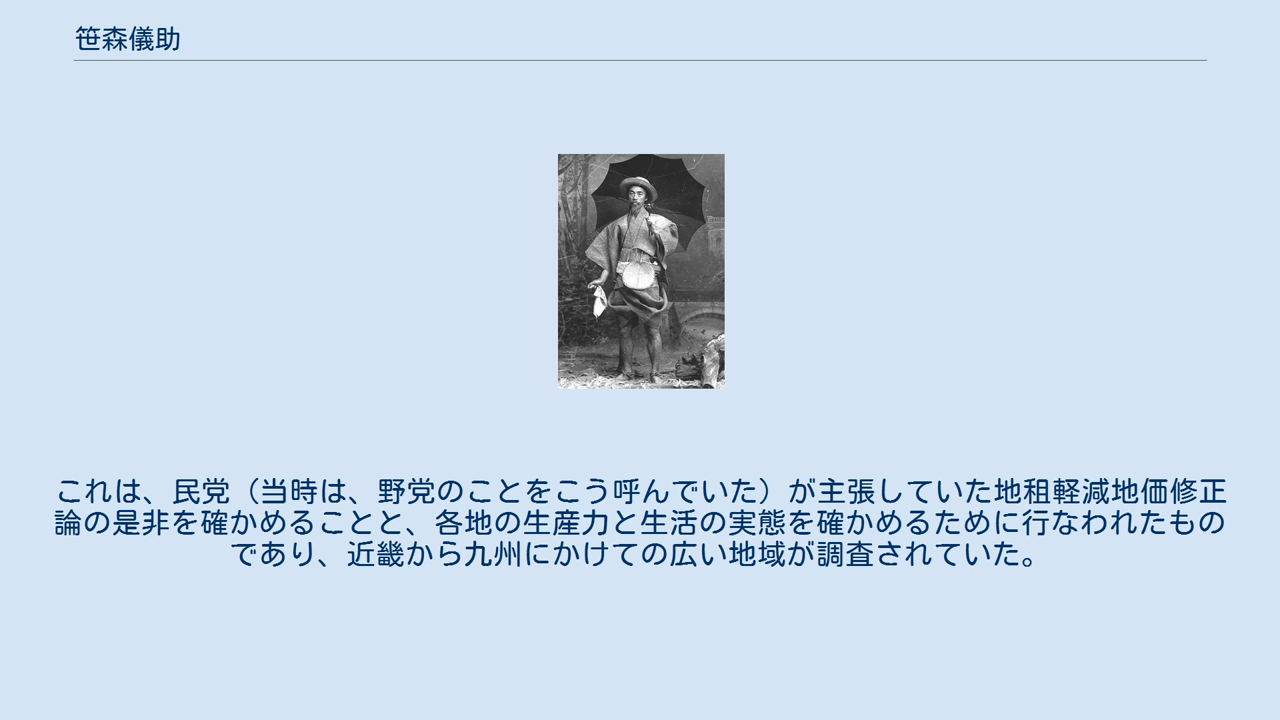 笹森儀助
これは、民党（当時は、野党のことをこう呼んでいた）が主張していた地租軽減地価修正
論の是非を確かめることと、各地の生産力と生活の実態を確かめるために行なわれたもの
であり、近畿から九州にかけての広い地域が調査されていた。